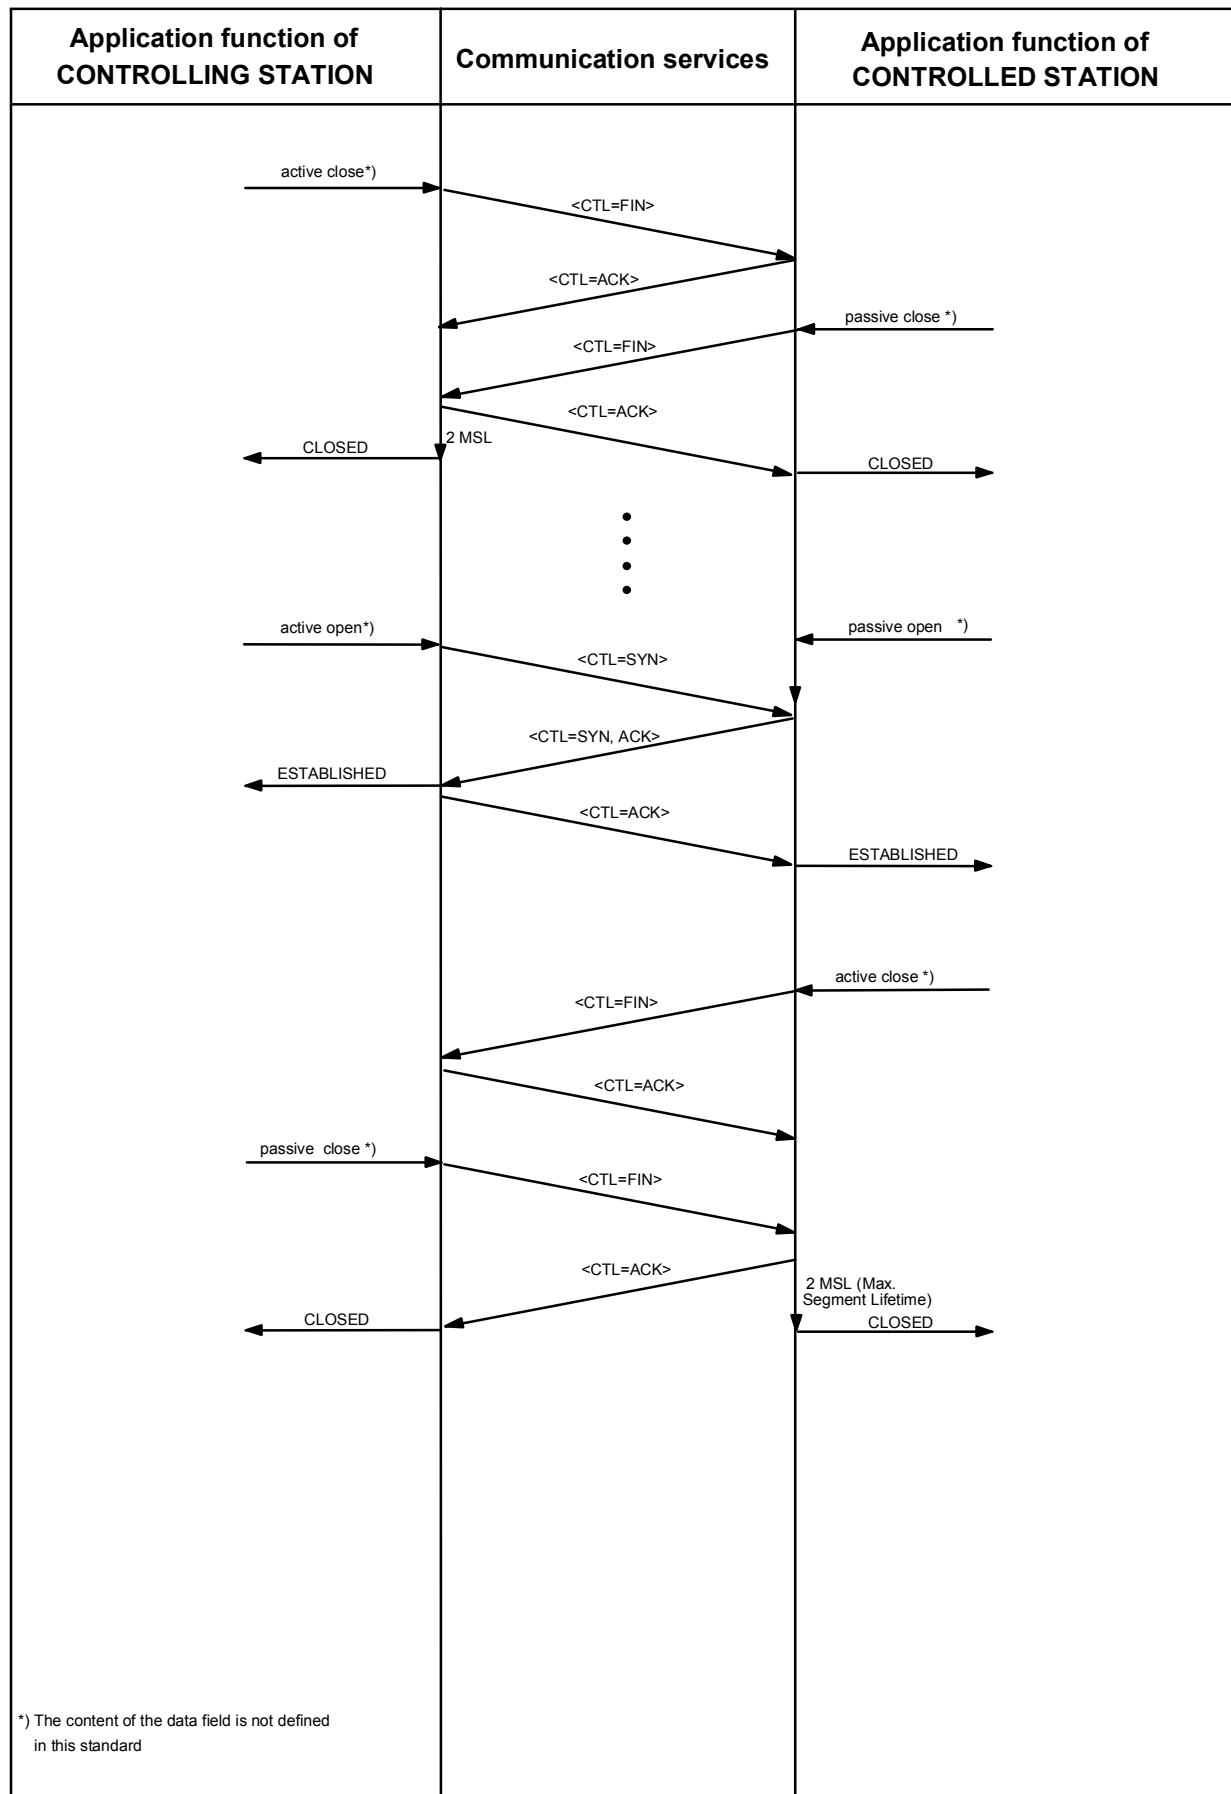 Application function of
CONTROLLING STATION
Communication services
Application function of
CONTROLLED STATION
active close*)
<CTL=FIN>
<CTL=ACK>
passive close *)
<CTL=FIN>
<CTL=ACK>
2 MSL
CLOSED
CLOSED
active open*)
passive open *)
<CTL=SYN>
<CTL=SYN, ACK>
ESTABLISHED
<CTL=ACK>
ESTABLISHED
active close *)
<CTL=FIN>
<CTL=ACK>
passive close *)
<CTL=FIN>
<CTL=ACK>
2 MSL (Max.
Segment Lifetime)
CLOSED
CLOSED
*) The content of the data field is not defined
in this standard